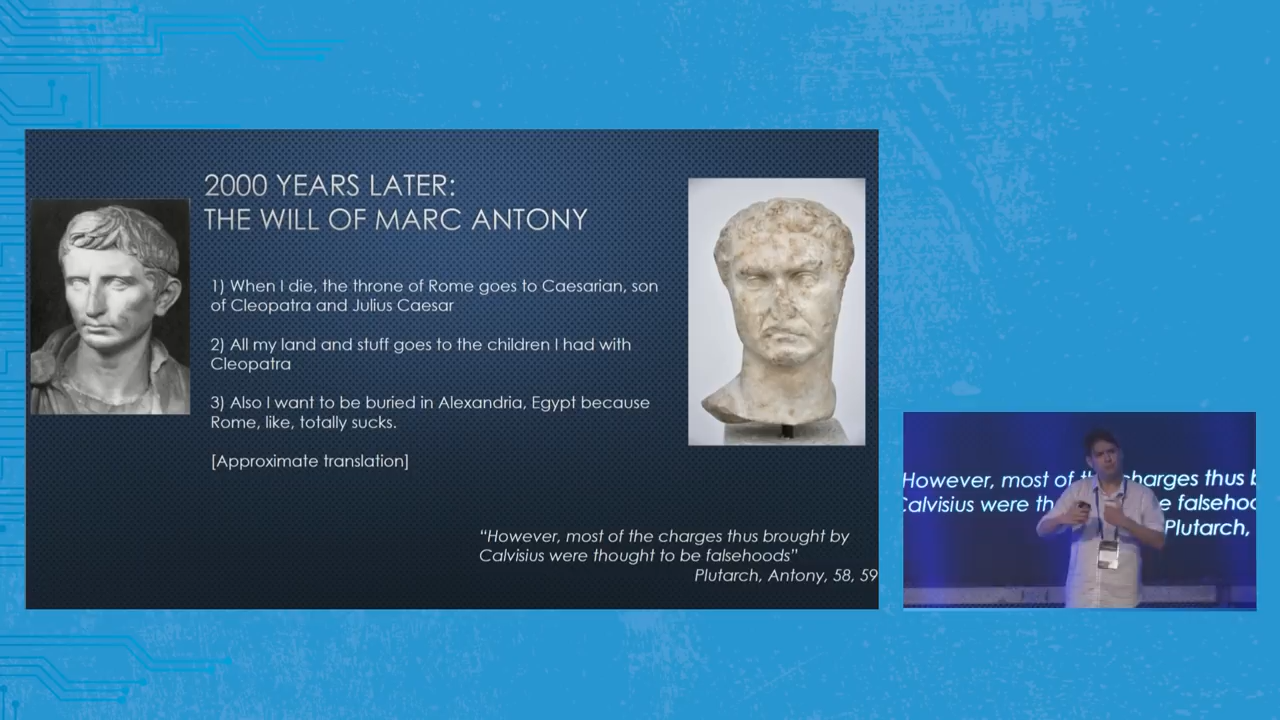 2000 YEARS LATER:
THE WILL OF MARC ANTONY
1) When I die, the throne of Rome goes to Caesarian, son
of Cleopatra and Julius Caesar
2) All my land and stuff goes to the children I had with
Cleopatra
3) Also I want to be buried in Alexandria, Egypt because
Rome, like, totally sucks.
[Approximate translation]
“However, most of the charges thus brought by
Calvisius were thought to be falsehoods”
Plutarch, Antony, 58, 59
However, most of charges thus
Calvisius were
Plutarch,